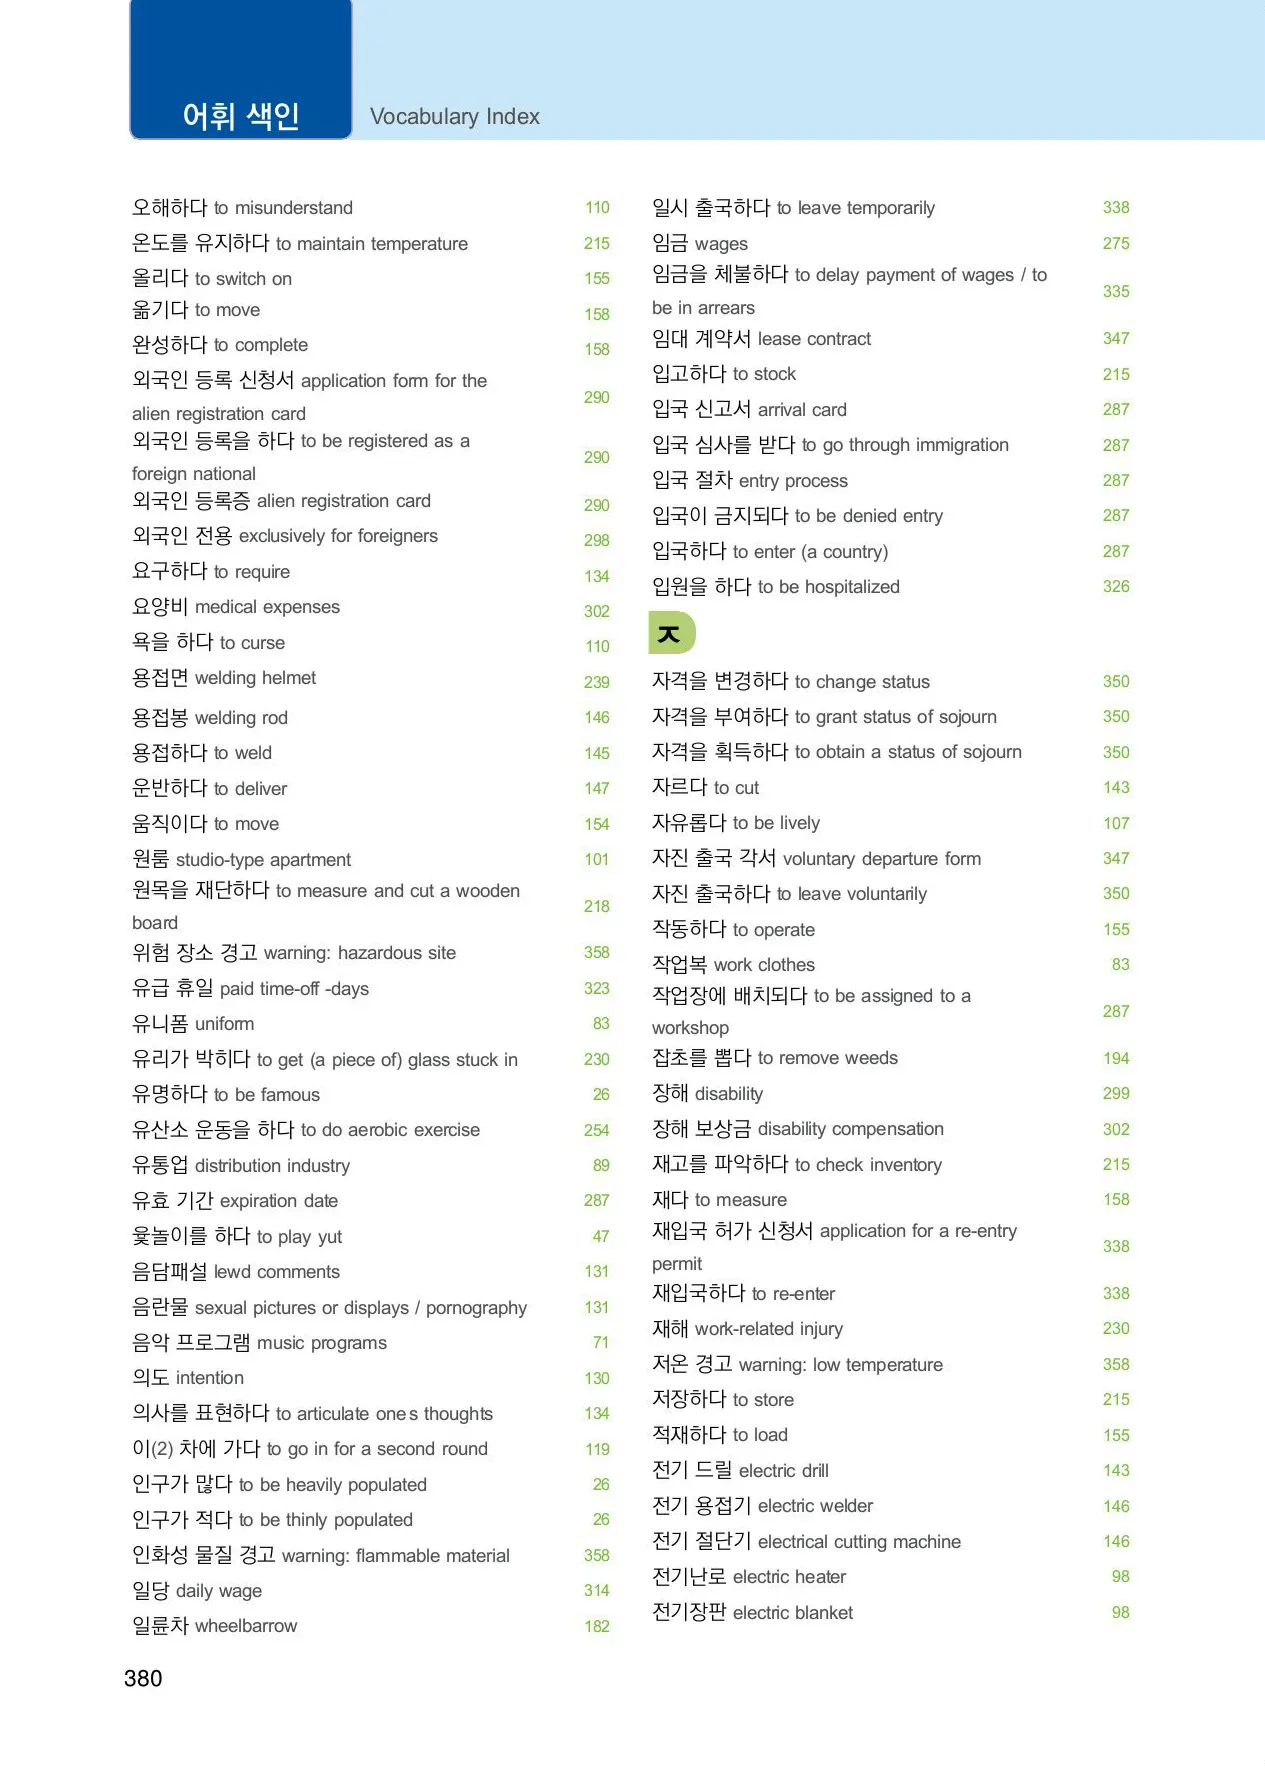 어휘 색인 Vocabulary Index
오해하다 to misunderstand 110
온도를 유지하다 to maintain temperature 215
올리다 to switch on 155
옮기다 to move 158
완성하다 to complete 158
외국인 등록 신청서 application form for the
alien registration card 290
외국인 등록을 하다 to be registered as a
foreign national 290
외국인 등록증 alien registration card 290
외국인 전용 exclusively for foreigners 298
요구하다 to require 134
요양비 medical expenses 302
욕을 하다 to curse 110
용접면 welding helmet 239
용접봉 welding rod 146
용접하다 to weld 145
운반하다 to deliver 147
움직이다 to move 154
원룸 studio-type apartment 101
원목을 재단하다 to measure and cut a wooden
board 218
위험 장소 경고 warning: hazardous site 358
유급 휴일 paid time-off -days 323
유니폼 uniform 83
유리가 박히다 to get (a piece of) glass stuck in 230
유명하다 to be famous 26
유산소 운동을 하다 to do aerobic exercise 254
유통업 distribution industry 89
유효 기간 expiration date 287
윷놀이를 하다 to play yut 47
음담패설 lewd comments 131
음란물 sexual pictures or displays / pornography 131
음악 프로그램 music programs 71
의도 intention 130
의사를 표현하다 to articulate one s thoughts 134
이(2) 차에 가다 to go in for a second round 119
인구가 많다 to be heavily populated 26
인구가 적다 to be thinly populated 26
인화성 물질 경고 warning: flammable material 358
일당 daily wage 314
일륜차 wheelbarrow 182
일시 출국하다 to leave temporarily 338
임금 wages 275
임금을 체불하다 to delay payment of wages / to
be in arrears 335
임대 계약서 lease contract 347
입고하다 to stock 215
입국 신고서 arrival card 287
입국 심사를 받다 to go through immigration 287
입국 절차 entry process 287
입국이 금지되다 to be denied entry 287
입국하다 to enter (a country) 287
입원을 하다 to be hospitalized 326
ㅈ
자격을 변경하다 to change status 350
자격을 부여하다 to grant status of sojourn 350
자격을 획득하다 to obtain a status of sojourn 350
자르다 to cut 143
자유롭다 to be lively 107
자진 출국 각서 voluntary departure form 347
자진 출국하다 to leave voluntarily 350
작동하다 to operate 155
작업복 work clothes 83
작업장에 배치되다 to be assigned to a
workshop 287
잡초를 뽑다 to remove weeds 194
장해 disability 299
장해 보상금 disability compensation 302
재고를 파악하다 to check inventory 215
재다 to measure 158
재입국 허가 신청서 application for a re-entry
permit 338
재입국하다 to re-enter 338
재해 work-related injury 230
저온 경고 warning: low temperature 358
저장하다 to store 215
적재하다 to load 155
전기 드릴 electric drill 143
전기 용접기 electric welder 146
전기 절단기 electrical cutting machine 146
전기난로 electric heater 98
전기장판 electric blanket 98
380